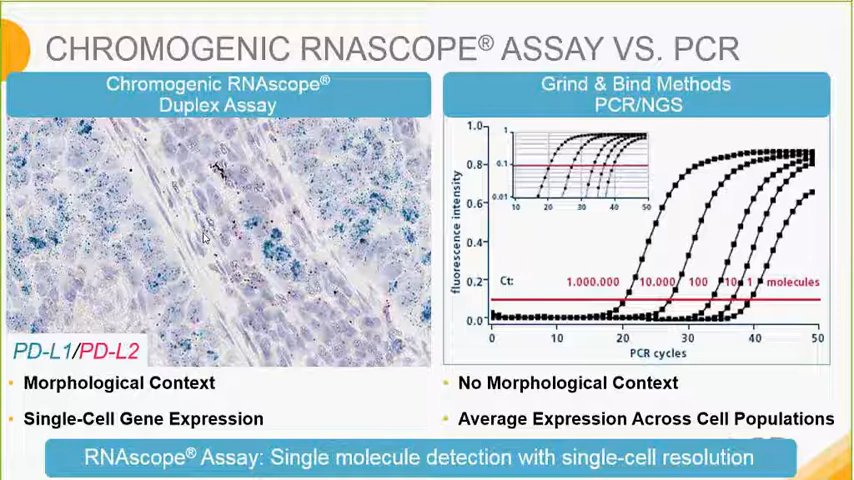 CHROMOGENIC RNASCOPE® ASSAY VS. PCR
Chromogenic RNAscope®
Duplex Assay
PD-L1/PD-L2
Morphological Context
Single-Cell Gene Expression
Grind & Bind Methods
PCR/NGS
fluorescence intensity
1.0
0.8
0.6
0.4
0.2
0.0
1
0.1
0.01
10 20 30 40 50
Ct: 1.000.000 10.000 100 10 1 molecules
0 10 20 30 40 50
PCR cycles
No Morphological Context
Average Expression Across Cell Populations
RNAscope® Assay: Single molecule detection with single-cell resolution